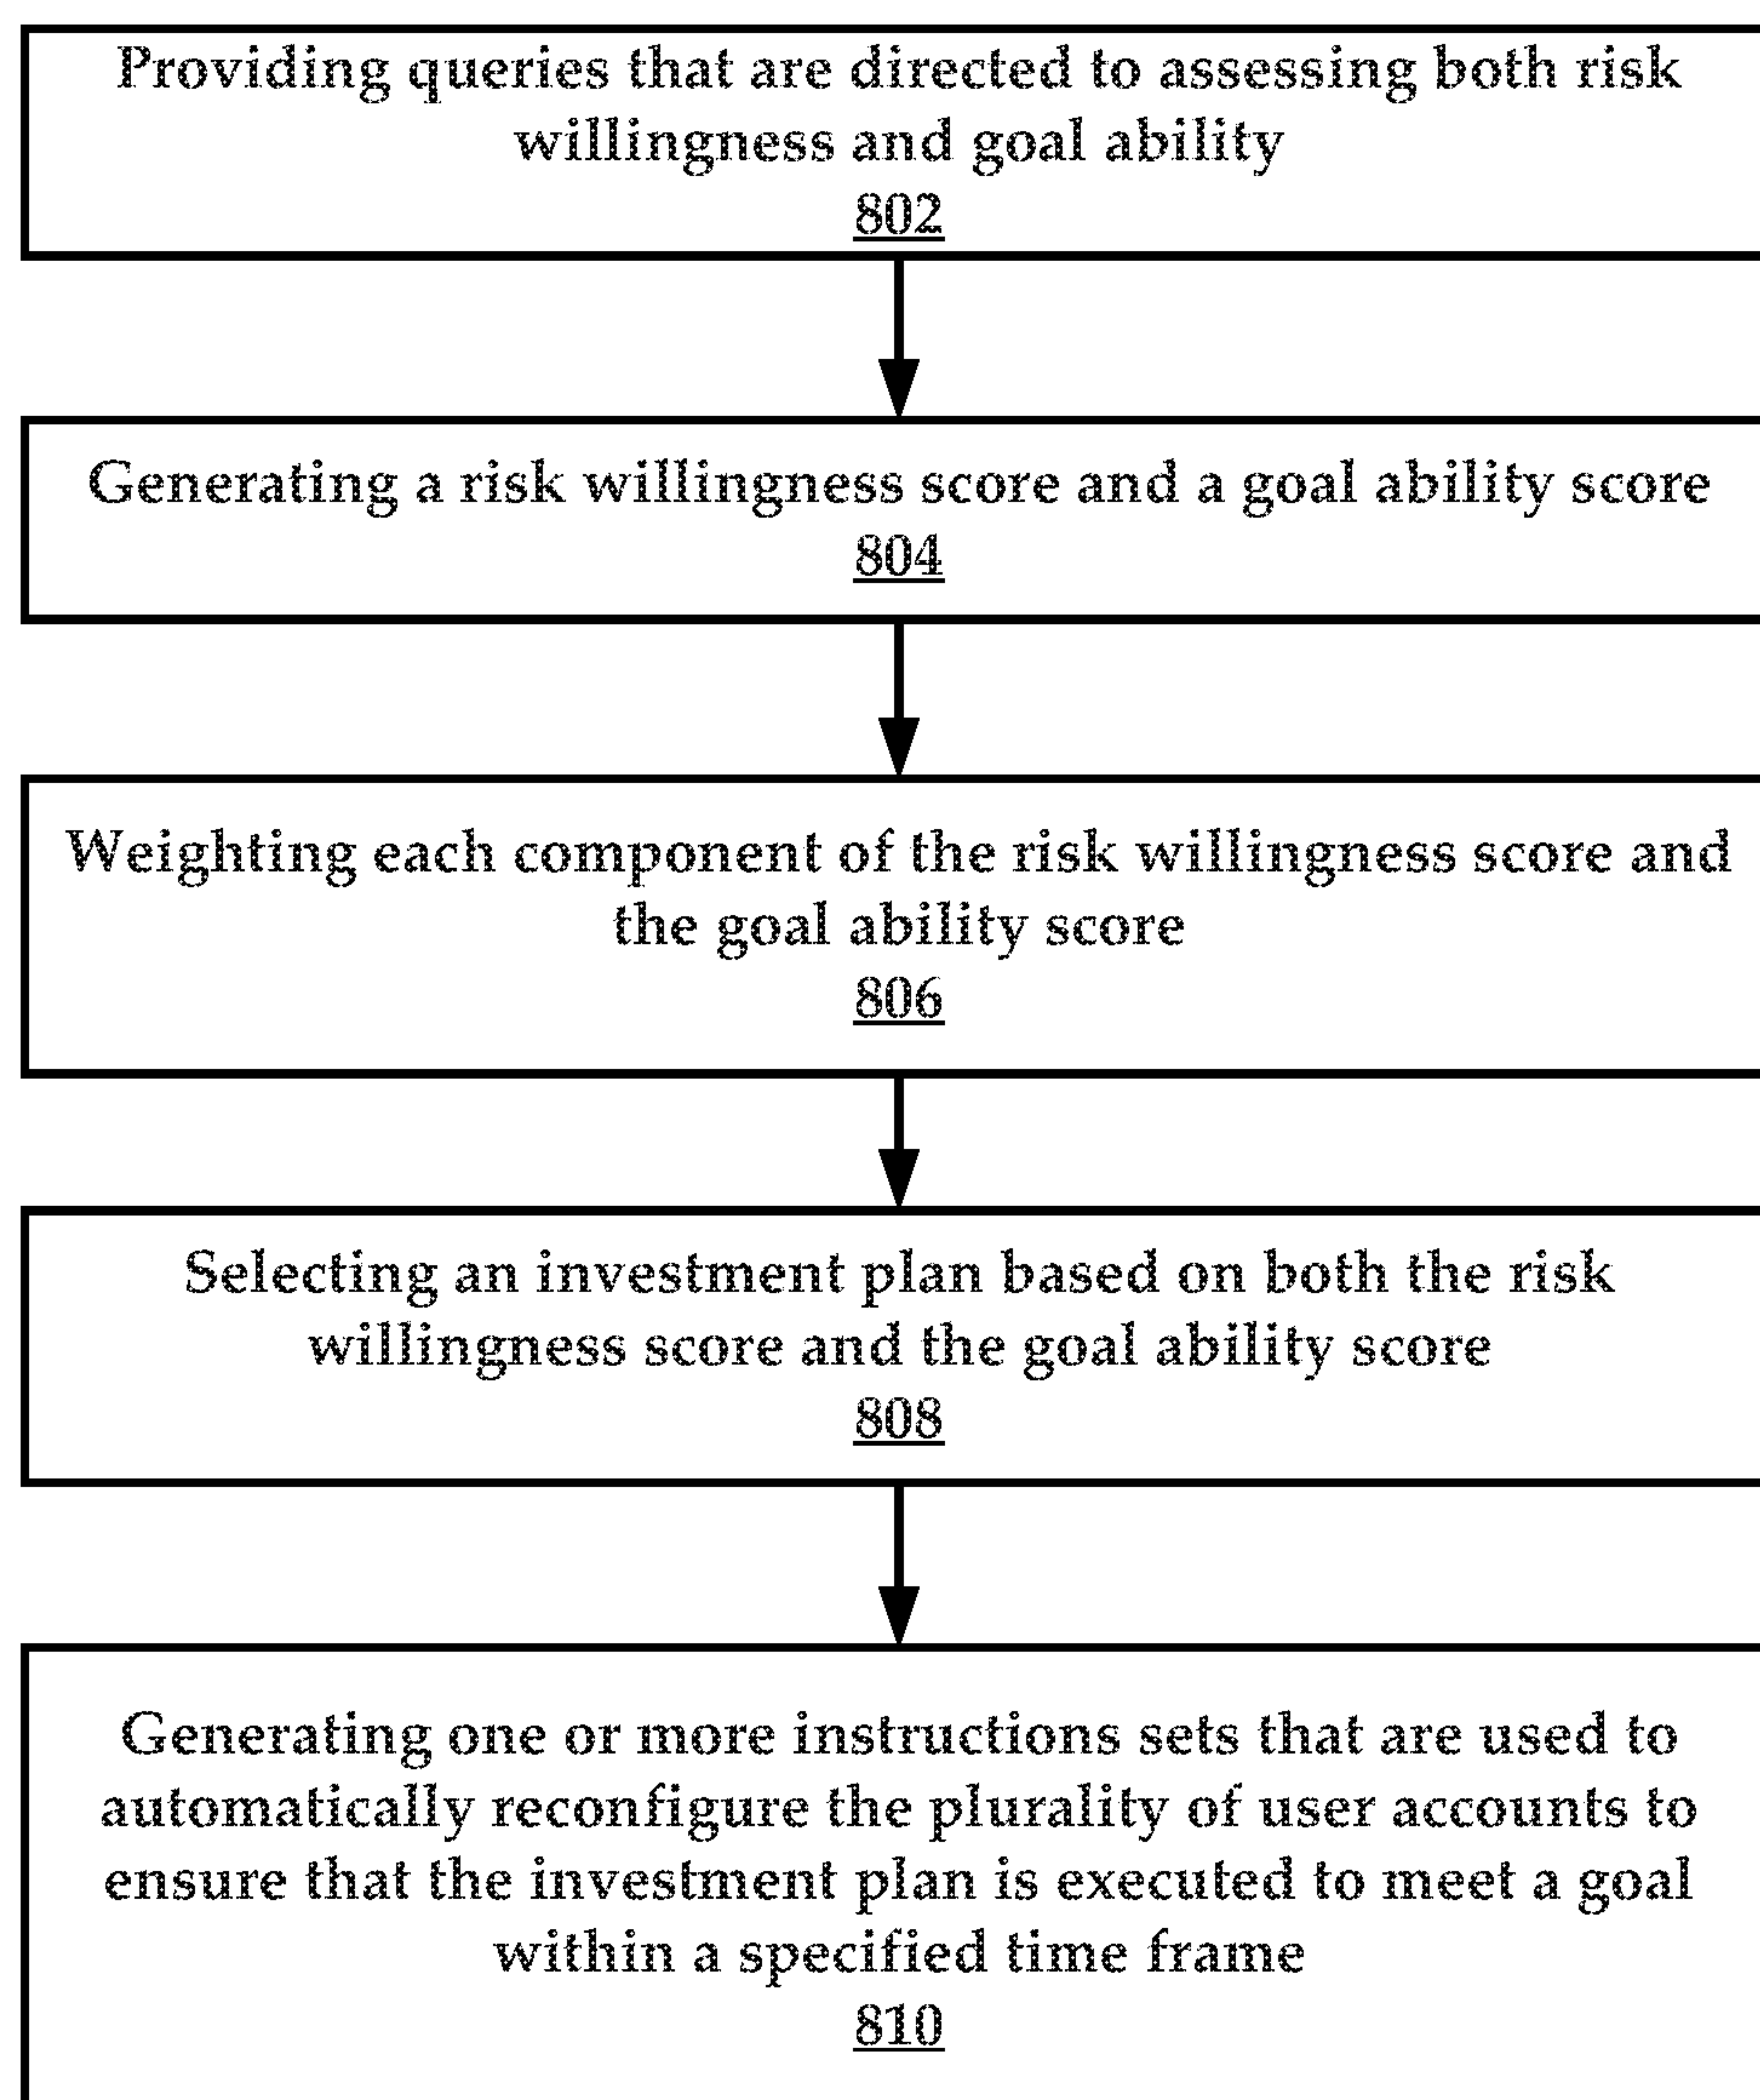 Providing queries that are directed to assessing both risk
willingness and goal ability
802
Generating a risk willingness score and a goal ability score
804
Weighting each component of the risk willingness score and
the goal ability score
806
Selecting an investment plan based on both the risk
willingness score and the goal ability score
808
Generating one or more instructions sets that are used to
automatically reconfigure the plurality of user accounts to
ensure that the investment plan is executed to meet a goal
within a specified time frame
810